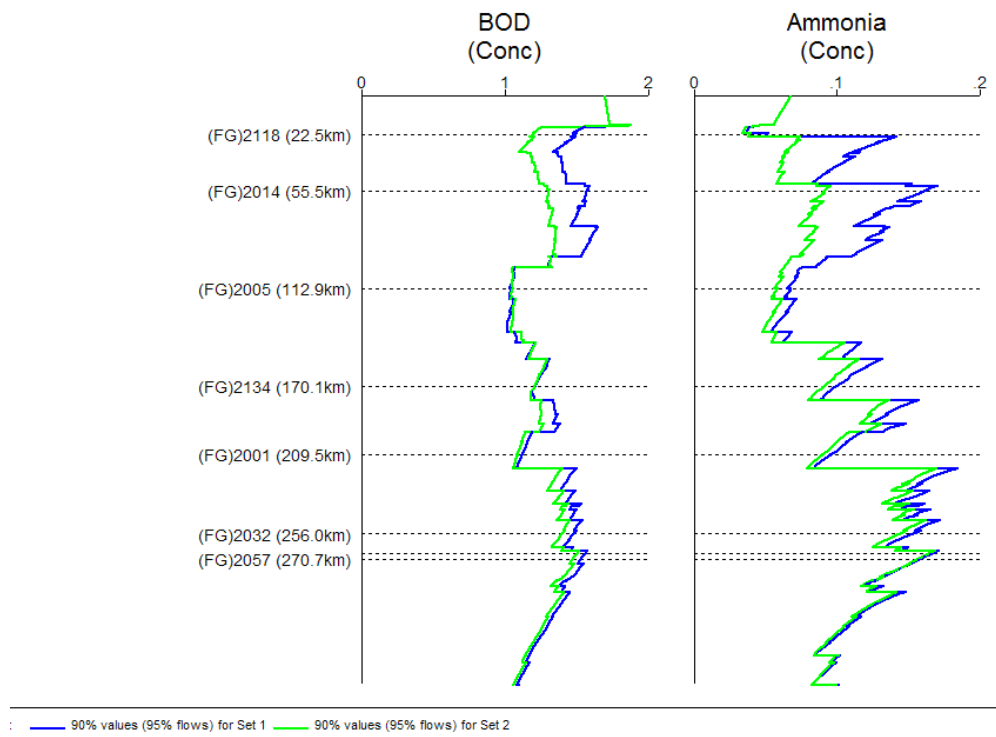 BOD
(Conc)
Ammonia
(Conc)
0 1 2
0 .1 .2
(FG)2118 (22.5km)
(FG)2014 (55.5km)
(FG)2005 (112.9km)
(FG)2134 (170.1km)
(FG)2001 (209.5km)
(FG)2032 (256.0km)
(FG)2057 (270.7km)
: 90% values (95% flows) for Set 1 90% values (95% flows) for Set 2